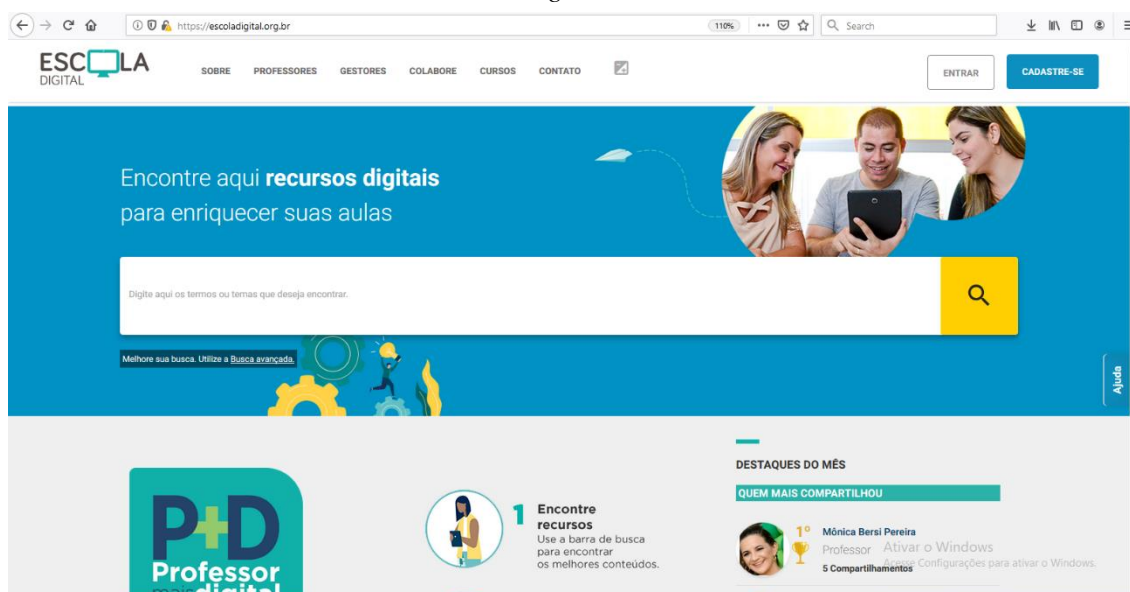 https://escoladigital.org.br
110%
Search
ESCOLA
DIGITAL
SOBRE PROFESSORES GESTORES COLABORE CURSOS CONTATO
ENTRAR
CADASTRE-SE
Encontre aqui recursos digitais
para enriquecer suas aulas
Digite aqui os termos ou temas que deseja encontrar.
Melhore sua busca. Utilize a Busca avançada.
Ajuda
P+D
Professor
mais digital
1 Encontre
recursos
Use a barra de busca
para encontrar
os melhores conteúdos.
DESTAQUES DO MÊS
QUEM MAIS COMPARTILHOU
1º Mônica Bersi Pereira
Professor
5 Compartilhamentos
Ativar o Windows
Acesse Configurações para ativar o Windows.